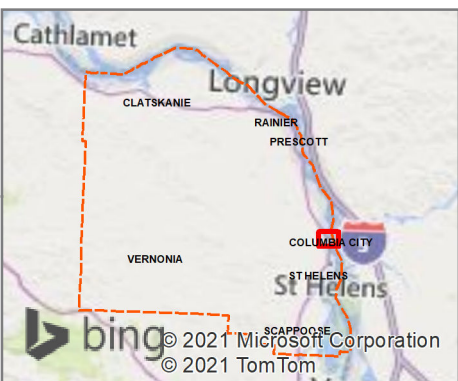 Cathlamet
Longview
CLATSKANIE
RAINIER
PRESCOTT
COLUMBIA CITY
5
VERNONIA
ST HELENS
St Helens
SCAPPOOSE
bing
© 2021 Microsoft Corporation
© 2021 TomTom